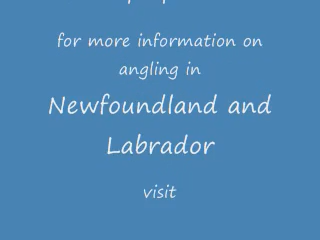 for more information on
angling in
Newfoundland and
Labrador
visit